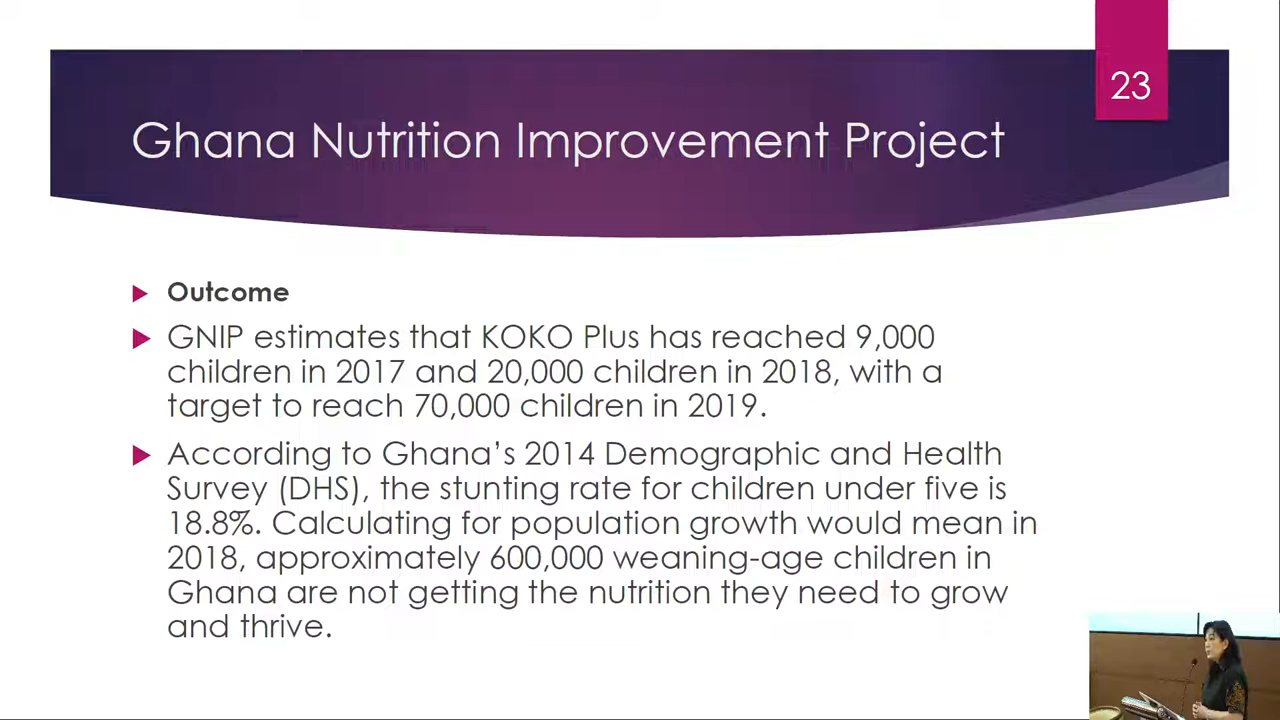 23
Ghana Nutrition Improvement Project
Outcome
GNIP estimates that KOKO Plus has reached 9,000
children in 2017 and 20,000 children in 2018, with a
target to reach 70,000 children in 2019.
According to Ghana’s 2014 Demographic and Health
Survey (DHS), the stunting rate for children under five is
18.8%. Calculating for population growth would mean in
2018, approximately 600,000 weaning-age children in
Ghana are not getting the nutrition they need to grow
and thrive.